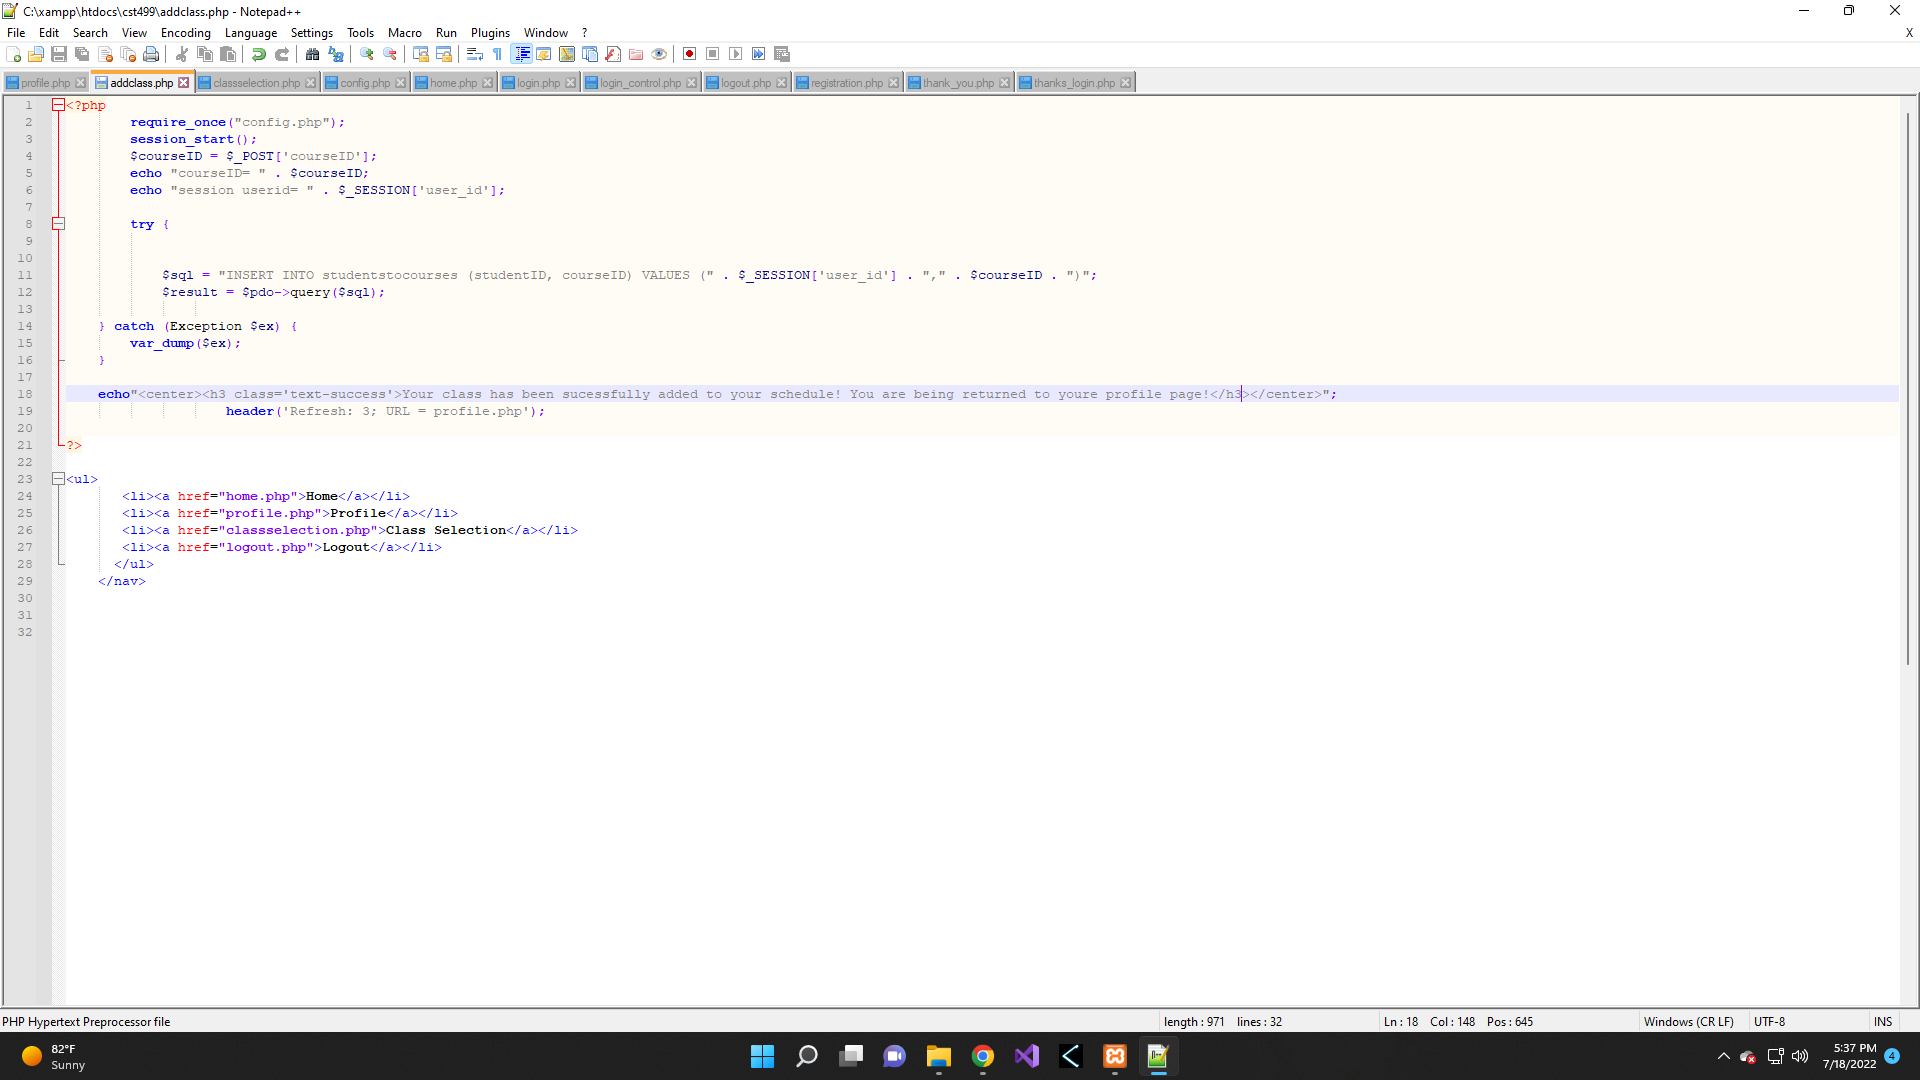 C:\xampp\htdocs\cst499\addclass.php - Notepad++
File Edit Search View Encoding Language Settings Tools Macro Run Plugins Window ? X
profile.php addclass.php classselection.php config.php home.php login.php login_control.php logout.php registration.php thank_you.php thanks_login.php
1 <?php
2 require_once("config.php");
3 session_start();
4 $courseID = $_POST['courseID'];
5 echo "courseID= " . $courseID;
6 echo "session userid= " . $_SESSION['user_id'];
7
8 try {
9
10
11 $sql = "INSERT INTO studentstocourses (studentID, courseID) VALUES (" . $_SESSION['user_id'] . "," . $courseID . ")";
12 $result = $pdo->query($sql);
13
14 } catch (Exception $ex) {
15 var_dump($ex);
16 }
17
18 echo"<center><h3 class='text-success'>Your class has been sucessfully added to your schedule! You are being returned to youre profile page!</h3></center>";
19 header('Refresh: 3; URL = profile.php');
20
21 ?>
22
23 <ul>
24 <li><a href="home.php">Home</a></li>
25 <li><a href="profile.php">Profile</a></li>
26 <li><a href="classselection.php">Class Selection</a></li>
27 <li><a href="logout.php">Logout</a></li>
28 </ul>
29 </nav>
30
31
32
PHP Hypertext Preprocessor file length : 971 lines : 32 Ln : 18 Col : 148 Pos : 645 Windows (CR LF) UTF-8 INS
82°F
Sunny
5:37 PM
7/18/2022
4